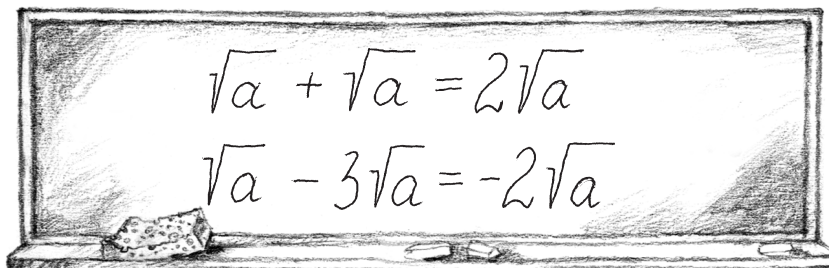 √a + √a = 2√a
√a - 3√a = -2√a